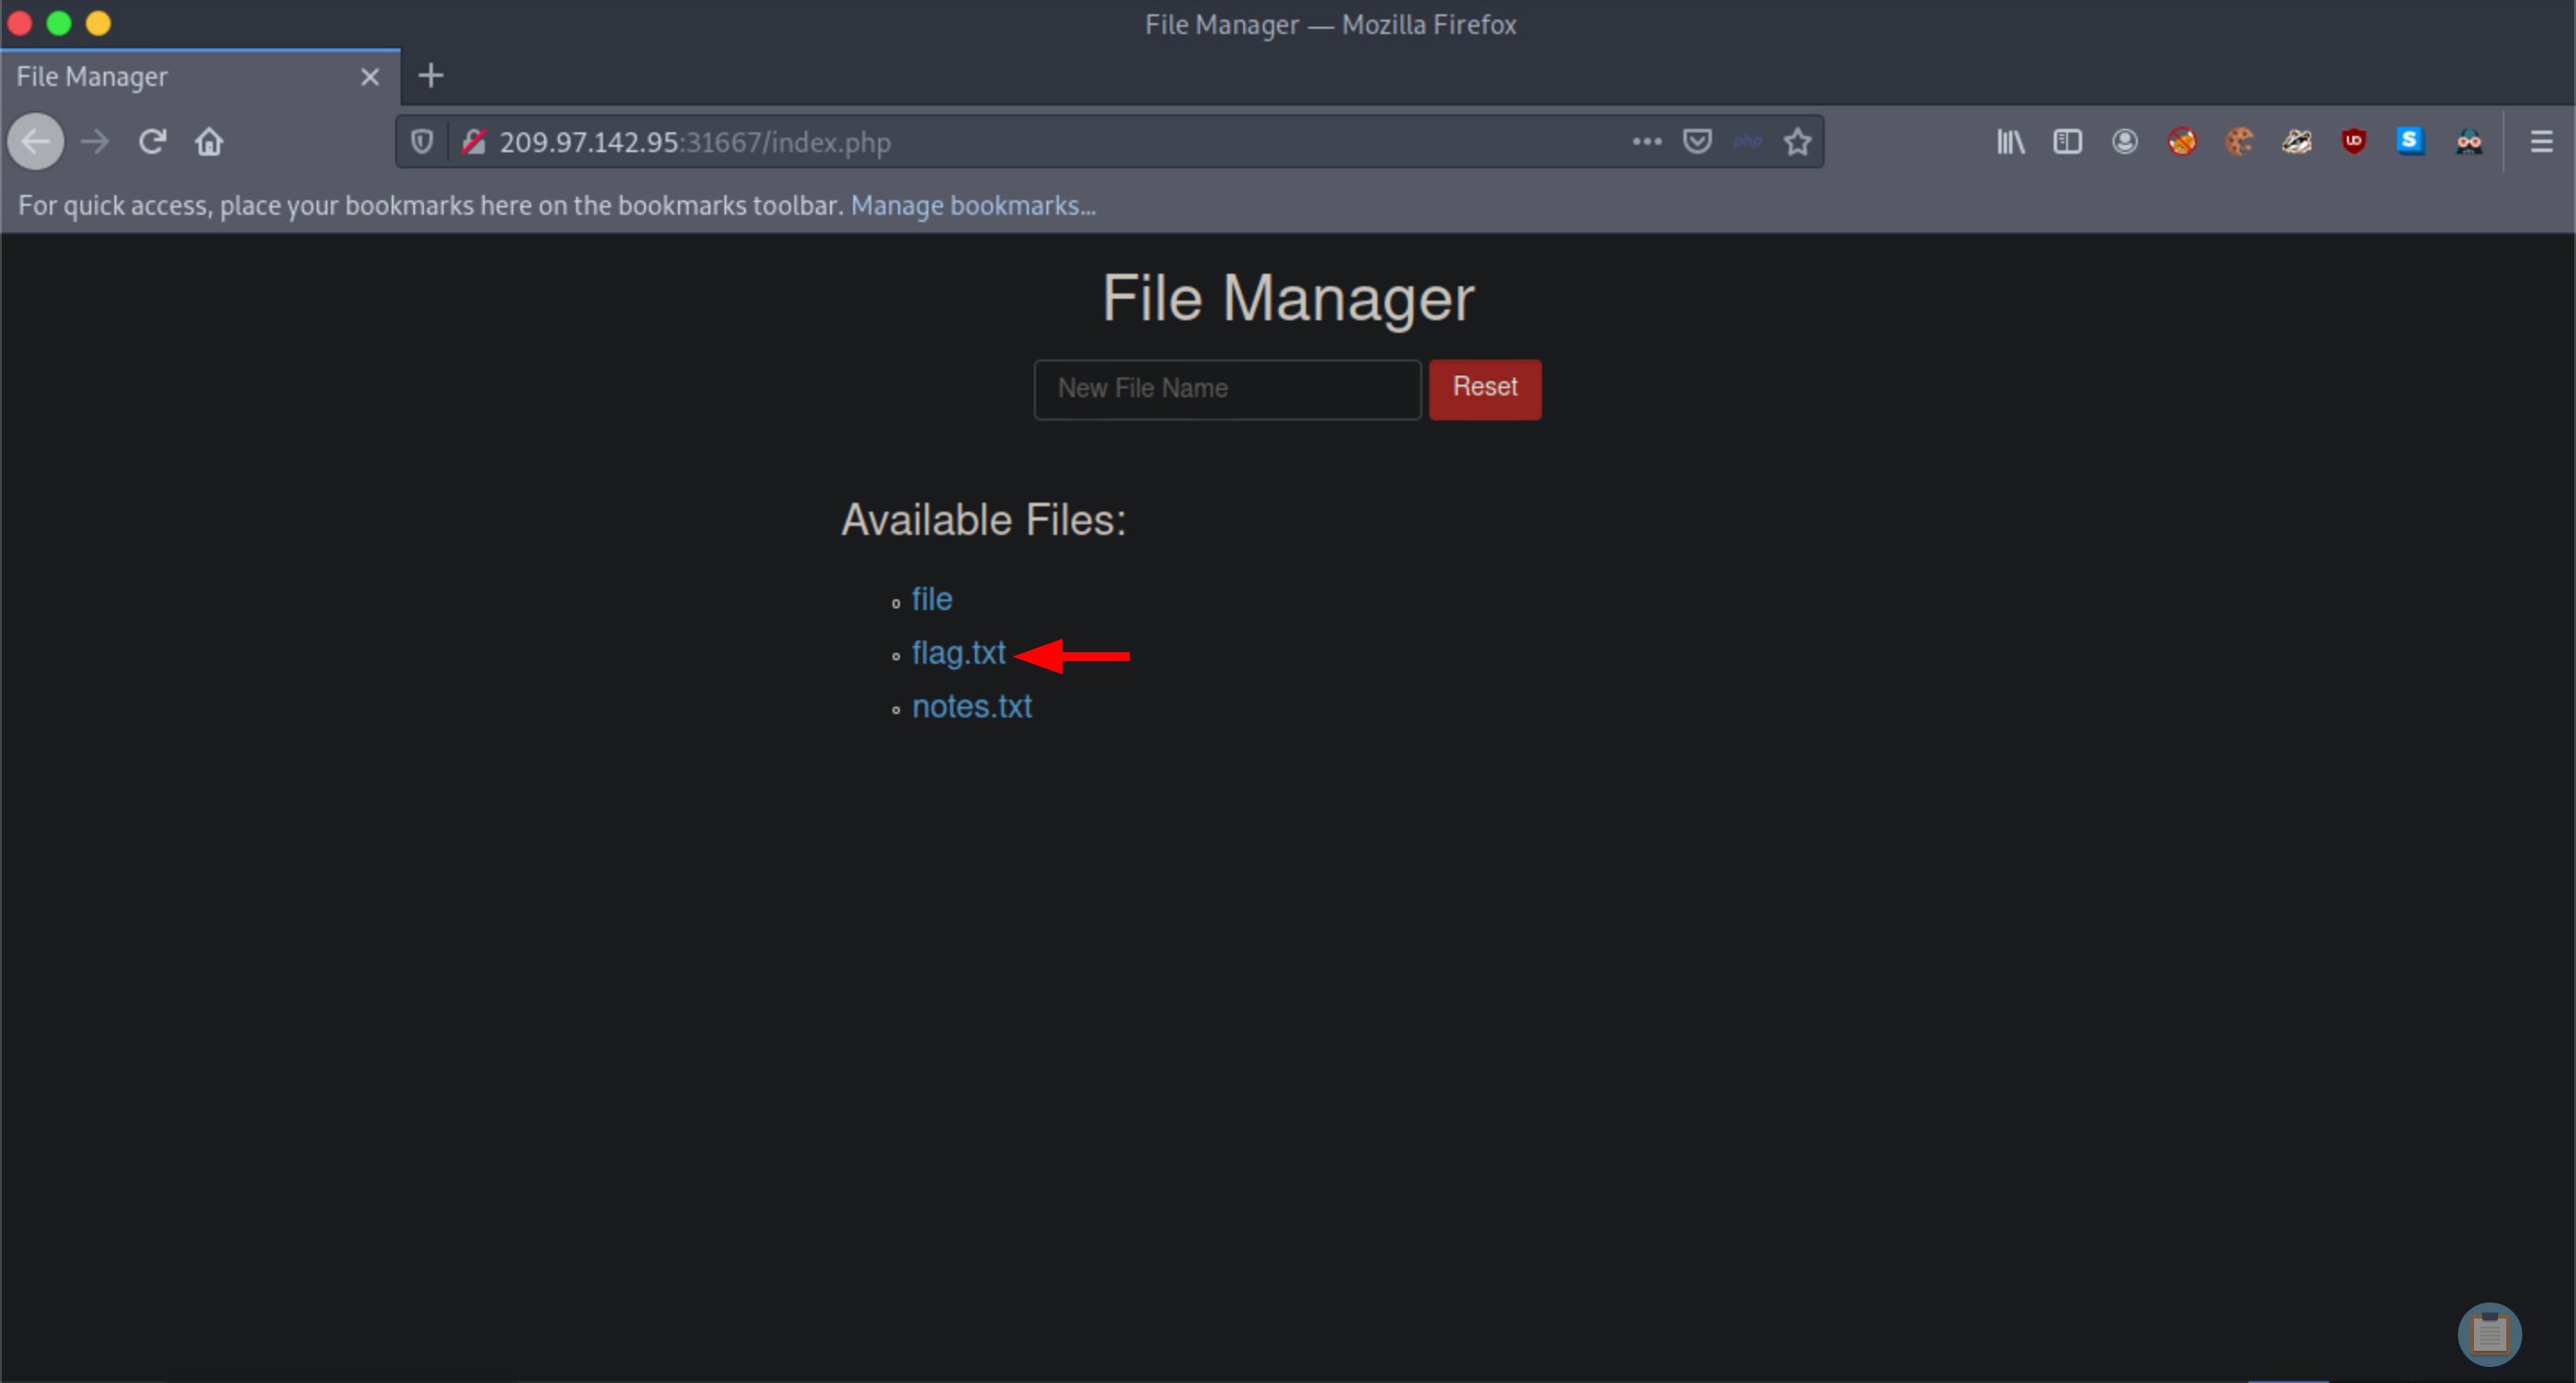 File Manager — Mozilla Firefox
File Manager
209.97.142.95:31667/index.php
php
For quick access, place your bookmarks here on the bookmarks toolbar. Manage bookmarks...
File Manager
New File Name
Reset
Available Files:
file
flag.txt
notes.txt